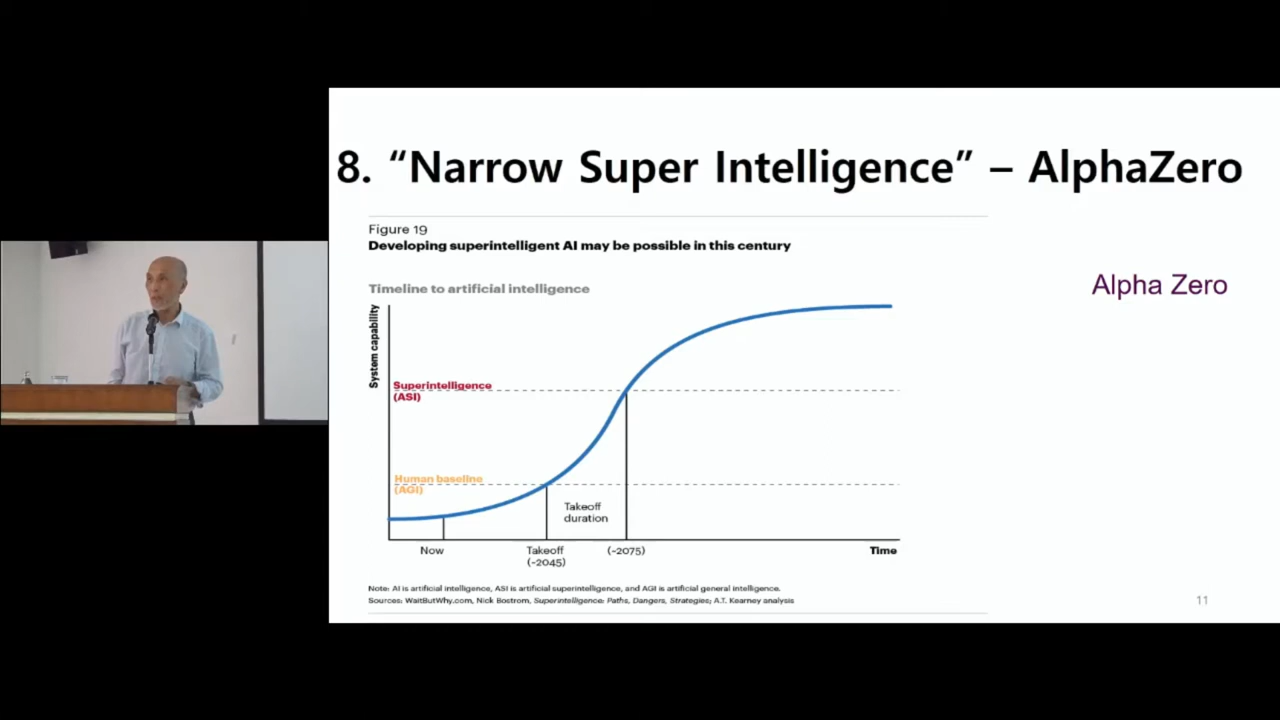 8. “Narrow Super Intelligence” – AlphaZero
Figure 19
Developing superintelligent AI may be possible in this century
Alpha Zero
Timeline to artificial intelligence
System capability
Superintelligence
(ASI)
Human baseline
(AGI)
Takeoff
duration
Now
Takeoff
(~2045)
(~2075)
Time
Note: AI is artificial intelligence, ASI is artificial superintelligence, and AGI is artificial general intelligence.
Sources: WaitButWhy.com, Nick Bostrom, Superintelligence: Paths, Dangers, Strategies; A.T. Kearney analysis
11